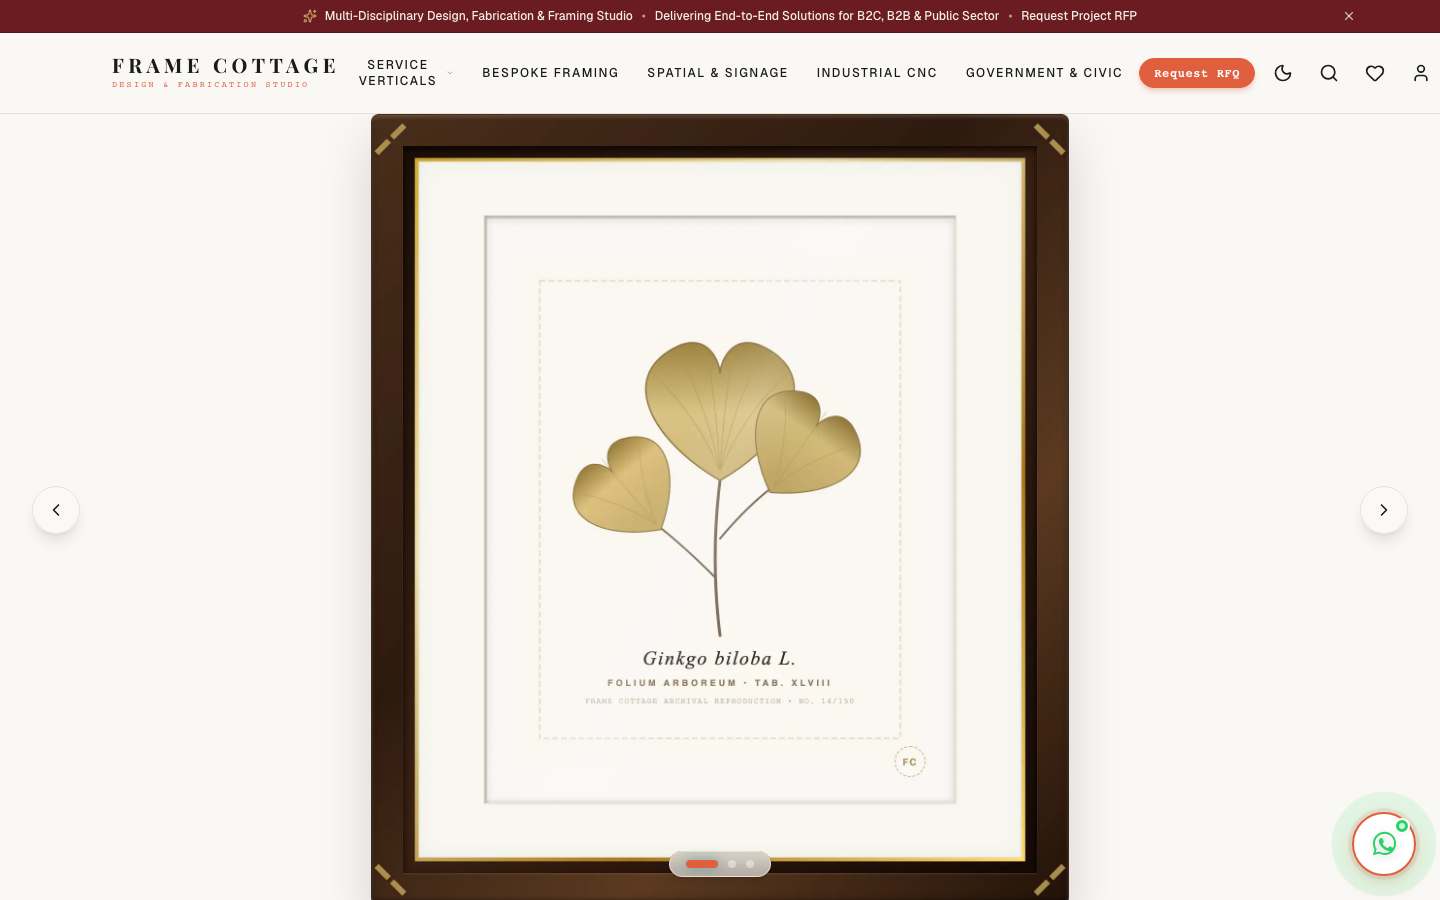 Multi-Disciplinary Design, Fabrication & Framing Studio • Delivering End-to-End Solutions for B2C, B2B & Public Sector • Request Project RFP
FRAME COTTAGE
DESIGN & FABRICATION STUDIO
SERVICE VERTICALS
BESPOKE FRAMING
SPATIAL & SIGNAGE
INDUSTRIAL CNC
GOVERNMENT & CIVIC
Request RFQ
Ginkgo biloba L.
FOLIUM ARBOREUM • TAB. XLVIII
FRAME COTTAGE ARCHIVAL REPRODUCTION • NO. 14/150
FC